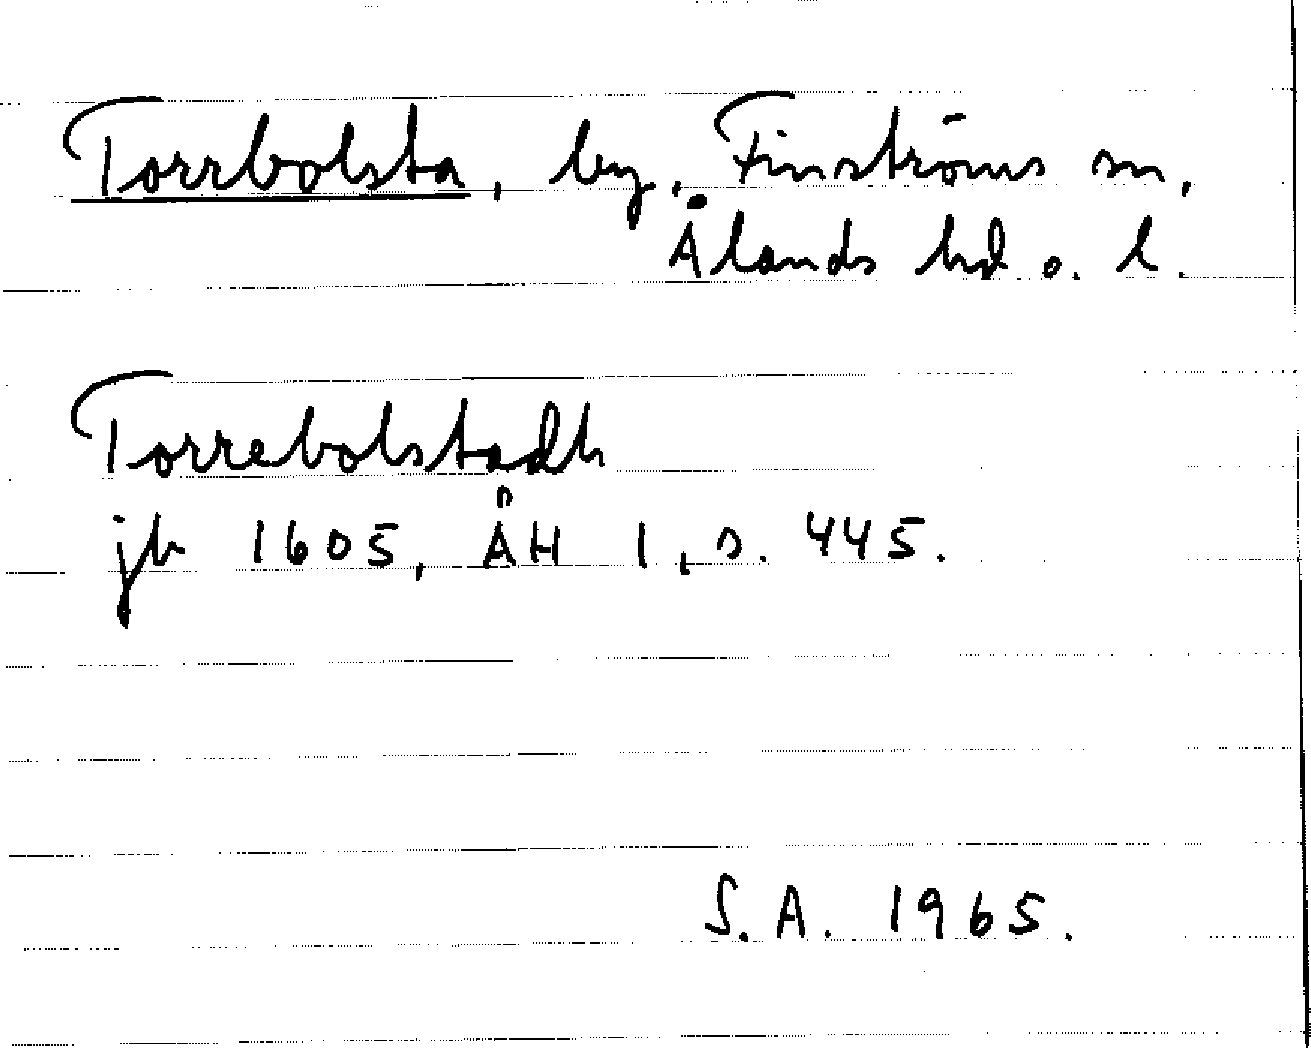 Torrbolsta, by, Finströms sn,
Ålands hd o. l.
Torrebolstadh
jb 1605, ÅH 1, s. 445.
S.A. 1965.